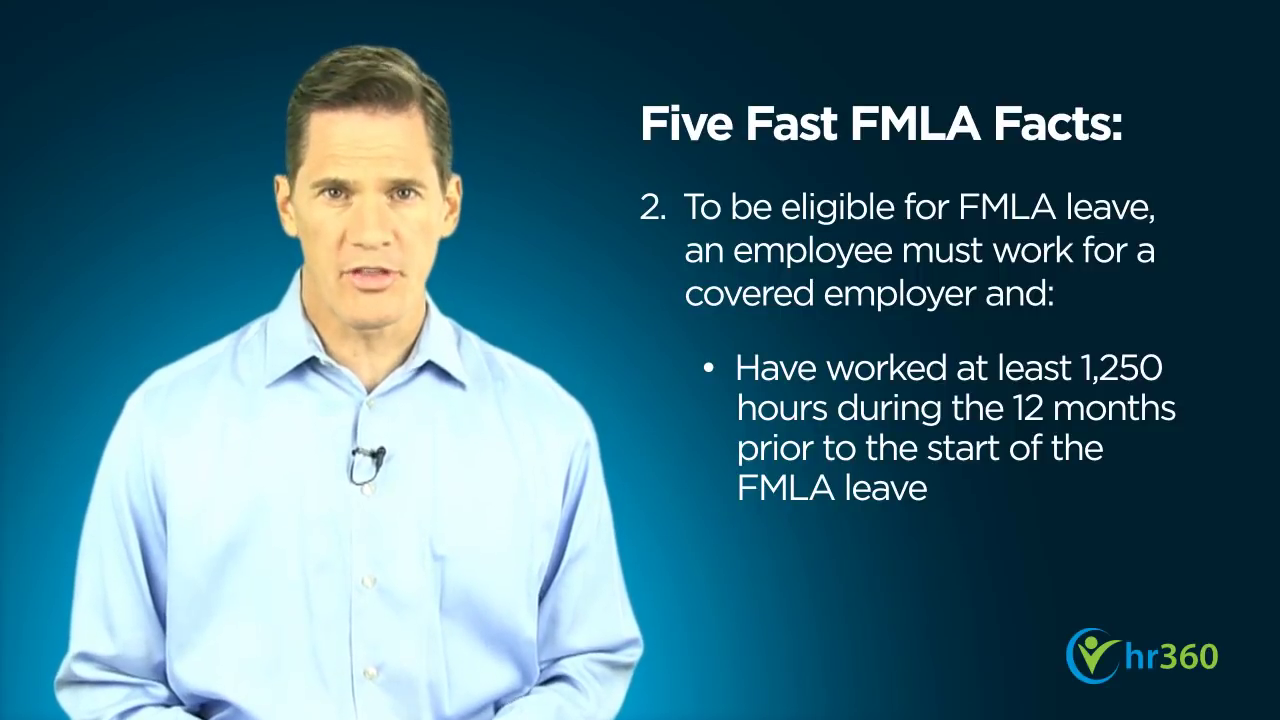 Five Fast FMLA Facts:
2. To be eligible for FMLA leave,
an employee must work for a
covered employer and:
• Have worked at least 1,250
hours during the 12 months
prior to the start of the
FMLA leave
hr360